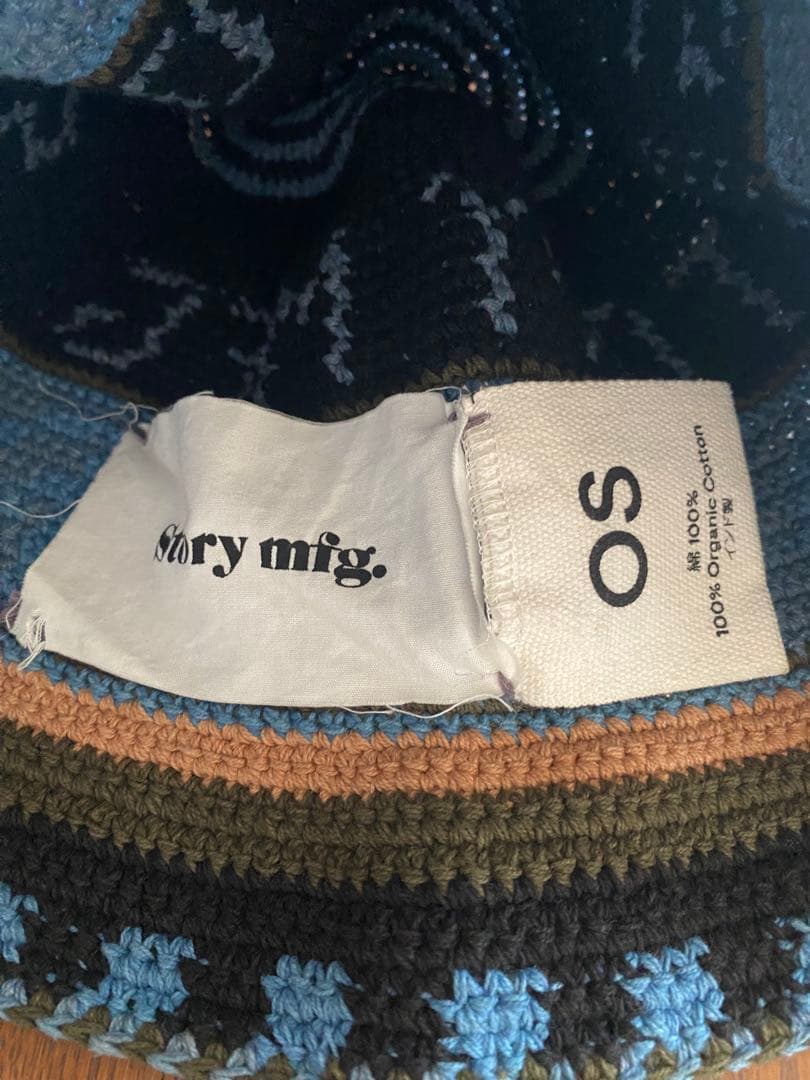 Story mfg.
OS
綿 100%
100% Organic Cotton
インド製